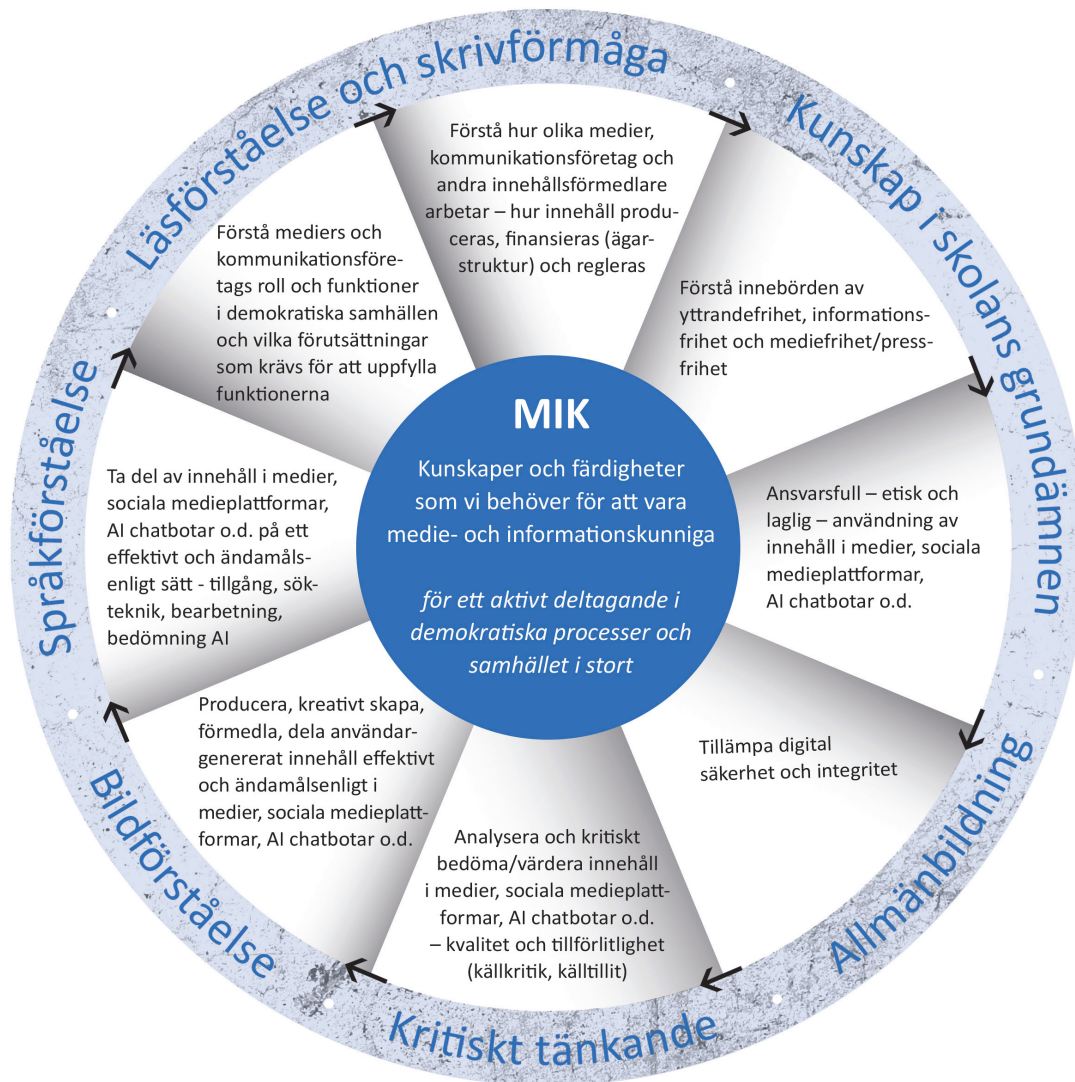 Läsförståelse och skrivförmåga
Kunskap i skolans grundämnen
Allmänbildning
Kritiskt tänkande
Bildförståelse
Språkförståelse
Förstå hur olika medier,
kommunikationsföretag och
andra innehållsförmedlare
arbetar – hur innehåll produ-
ceras, finansieras (ägar-
struktur) och regleras
Förstå innebörden av
yttrandefrihet, informations-
frihet och mediefrihet/press-
frihet
Ansvarsfull – etisk och
laglig – användning av
innehåll i medier, sociala
medieplattformar,
AI chatbotar o.d.
Tillämpa digital
säkerhet och integritet
Analysera och kritiskt
bedöma/värdera innehåll
i medier, sociala medieplatt-
formar, AI chatbotar o.d.
– kvalitet och tillförlitlighet
(källkritik, källtillit)
Producera, kreativt skapa,
förmedla, dela användar-
genererat innehåll effektivt
och ändamålsenligt i
medier, sociala medieplatt-
formar, AI chatbotar o.d.
Ta del av innehåll i medier,
sociala medieplattformar,
AI chatbotar o.d. på ett
effektivt och ändamåls-
enligt sätt - tillgång, sök-
teknik, bearbetning,
bedömning AI
Förstå mediers och
kommunikationsföre-
tags roll och funktioner
i demokratiska samhällen
och vilka förutsättningar
som krävs för att uppfylla
funktionerna
MIK
Kunskaper och färdigheter
som vi behöver för att vara
medie- och informationskunniga
för ett aktivt deltagande i
demokratiska processer och
samhället i stort